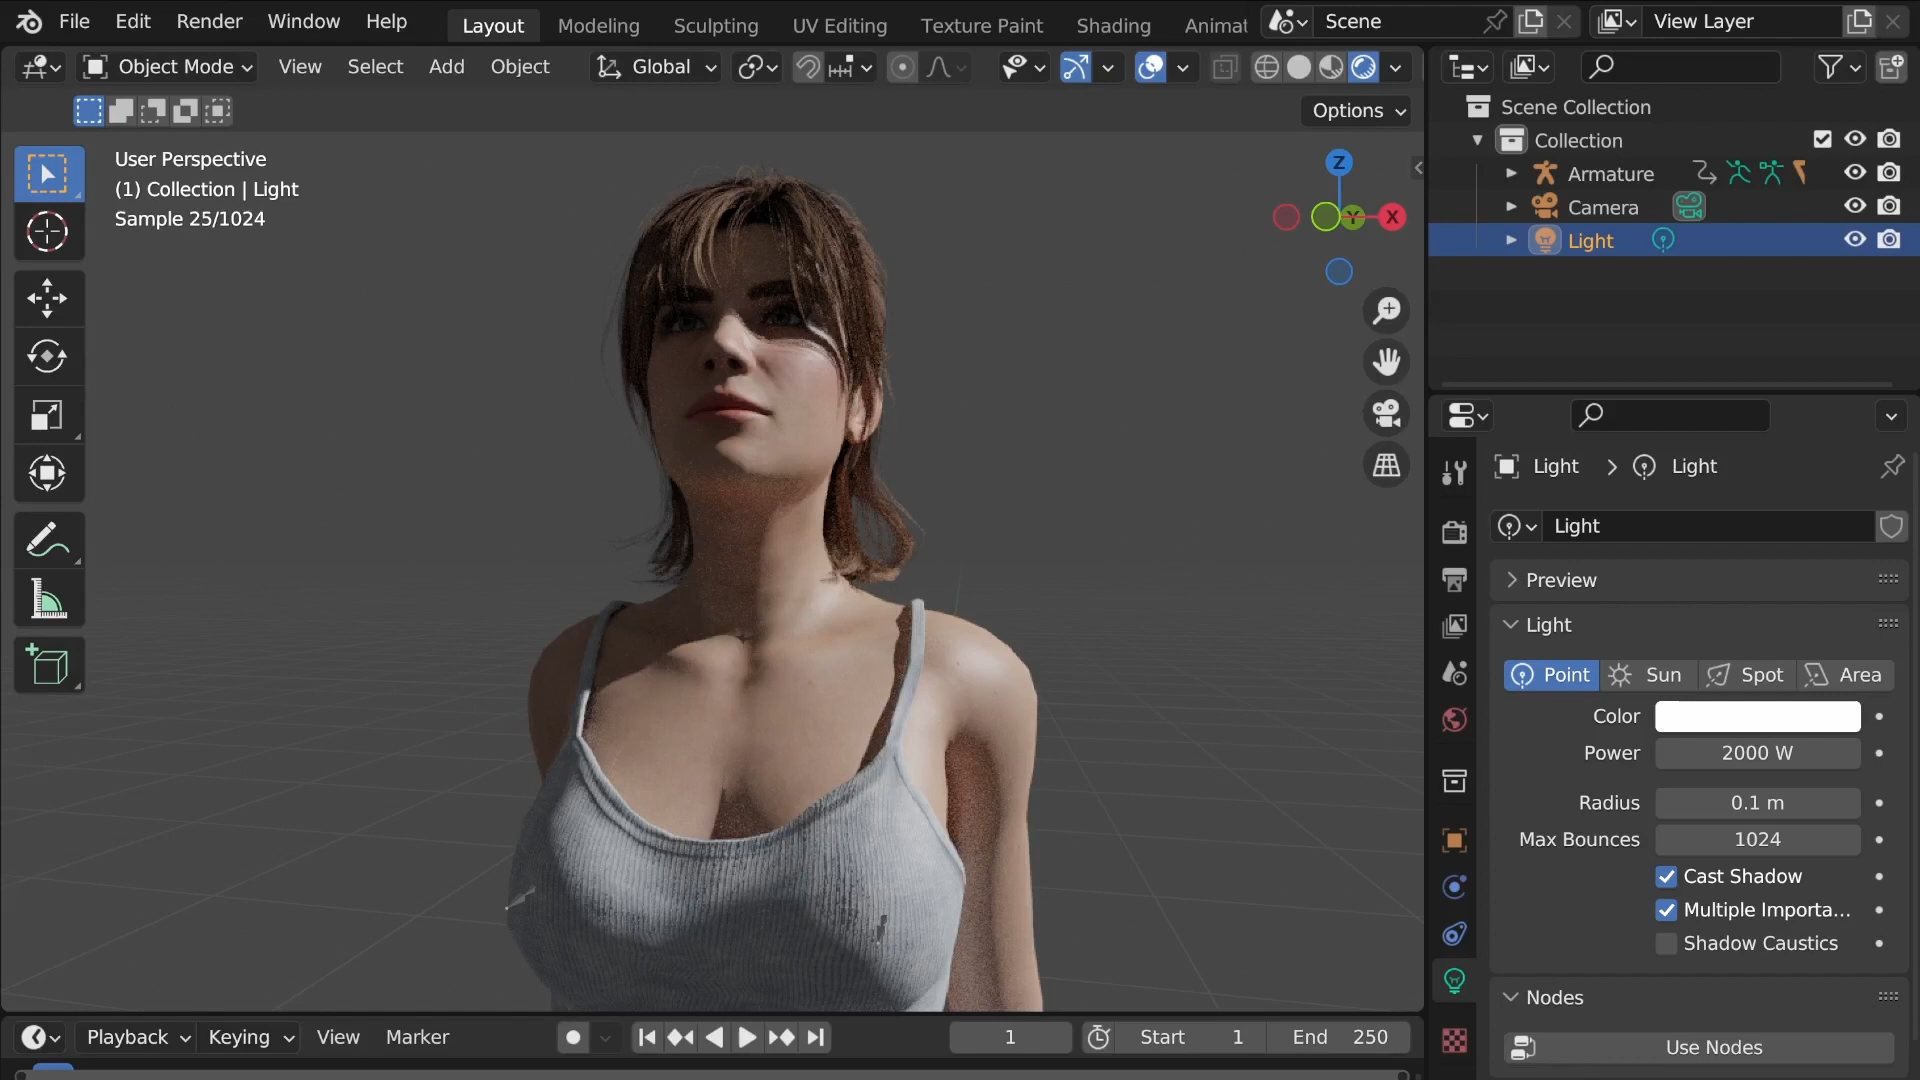 File Edit Render Window Help Layout Modeling Sculpting UV Editing Texture Paint Shading Animat Scene View Layer
Object Mode View Select Add Object Global
Options
User Perspective
(1) Collection | Light
Sample 25/1024
Z
Y X
Scene Collection
Collection
Armature
Camera
Light
Light > Light
Light
Preview
Light
Point Sun Spot Area
Color
Power 2000 W
Radius 0.1 m
Max Bounces 1024
Cast Shadow
Multiple Importa...
Shadow Caustics
Nodes
Use Nodes
Playback Keying View Marker 1 Start 1 End 250